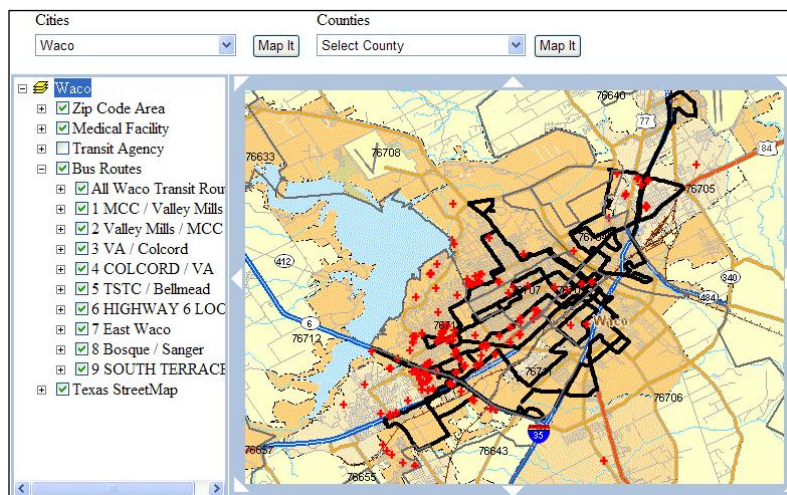 Cities
Counties
Waco
Map It
Select County
Map It
Waco
Zip Code Area
Medical Facility
Transit Agency
Bus Routes
All Waco Transit Rou
1 MCC / Valley Mills
2 Valley Mills / MCC
3 VA / Colcord
4 COLCORD / VA
5 TSTC / Bellmead
6 HIGHWAY 6 LOO
7 East Waco
8 Bosque / Sanger
9 SOUTH TERRACE
Texas StreetMap
76640
77
84
76633
76708
76705
412
340
484
6
76712
Waco
76711
76706
35
76657
76643
76655